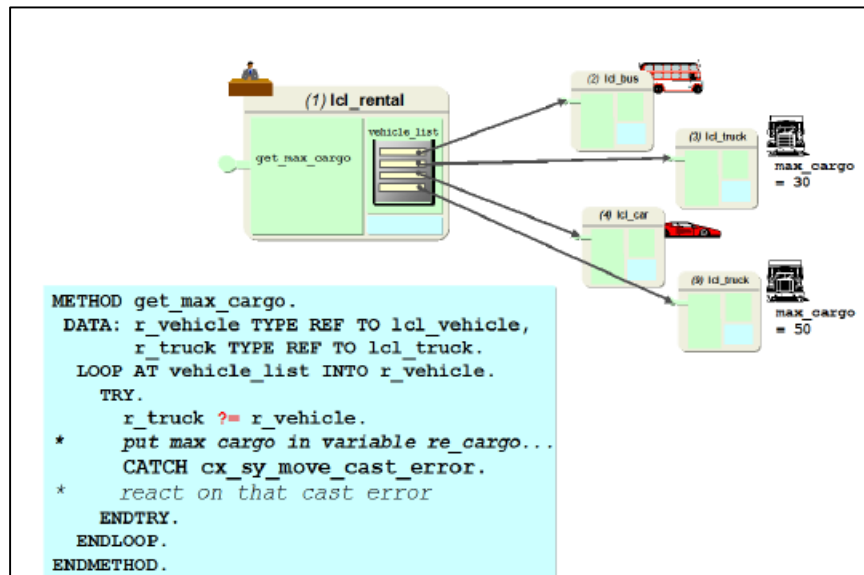 (1) lcl_rental
get_max_cargo
vehicle_list
(2) lcl_bus
(3) lcl_truck
max_cargo
= 30
(4) lcl_car
(9) lcl_truck
max_cargo
= 50
METHOD get_max_cargo.
DATA: r_vehicle TYPE REF TO lcl_vehicle,
r_truck TYPE REF TO lcl_truck.
LOOP AT vehicle_list INTO r_vehicle.
TRY.
r_truck ?= r_vehicle.
* put max cargo in variable re_cargo...
CATCH cx_sy_move_cast_error.
* react on that cast error
ENDTRY.
ENDLOOP.
ENDMETHOD.